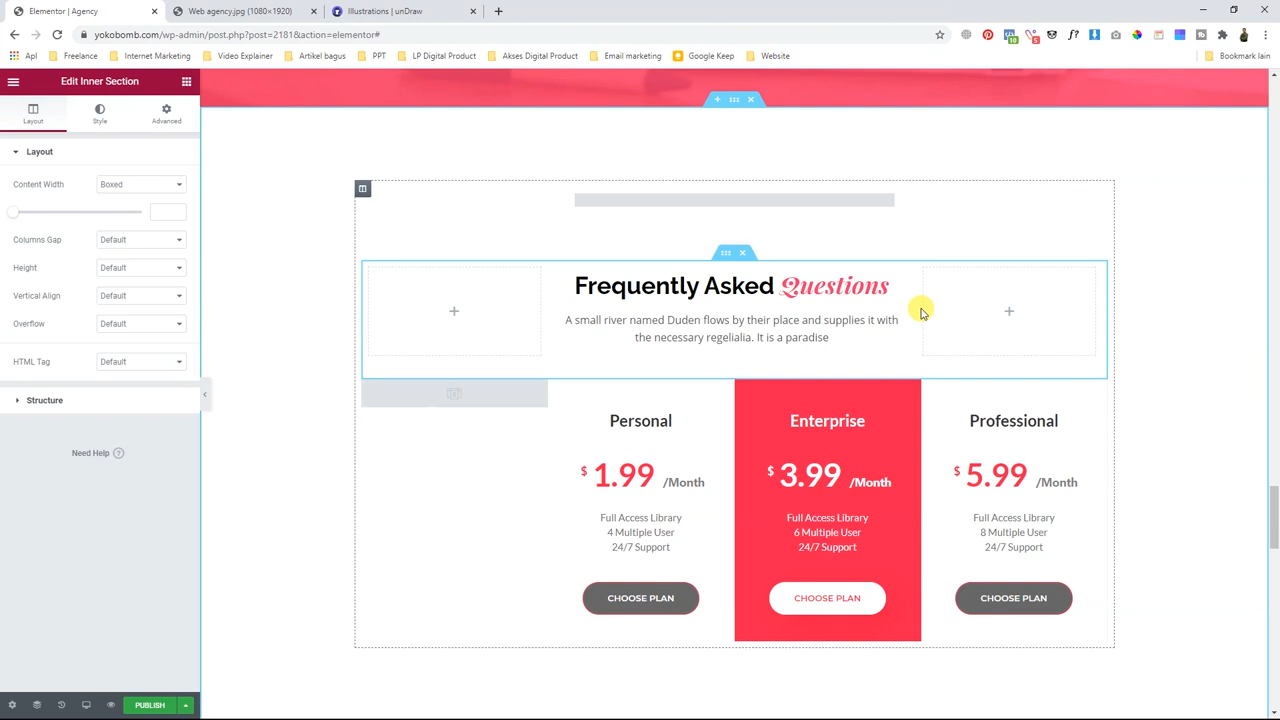 Elementor | Agency
Web agency.jpg (1080×1920)
Illustrations | unDraw
yokobomb.com/wp-admin/post.php?post=2181&action=elementor#
Apl
Freelance
Internet Marketing
Video Explainer
Artikel bagus
PPT
LP Digital Product
Akses Digital Product
Email marketing
Google Keep
Website
Bookmark lain
Edit Inner Section
Layout
Style
Advanced
Layout
Content Width
Boxed
Columns Gap
Default
Height
Default
Vertical Align
Default
Overflow
Default
HTML Tag
Default
Structure
Need Help
PUBLISH
Frequently Asked Questions
A small river named Duden flows by their place and supplies it with
the necessary regelialia. It is a paradise
Personal
$ 1.99 /Month
Full Access Library
4 Multiple User
24/7 Support
CHOOSE PLAN
Enterprise
$ 3.99 /Month
Full Access Library
6 Multiple User
24/7 Support
CHOOSE PLAN
Professional
$ 5.99 /Month
Full Access Library
8 Multiple User
24/7 Support
CHOOSE PLAN